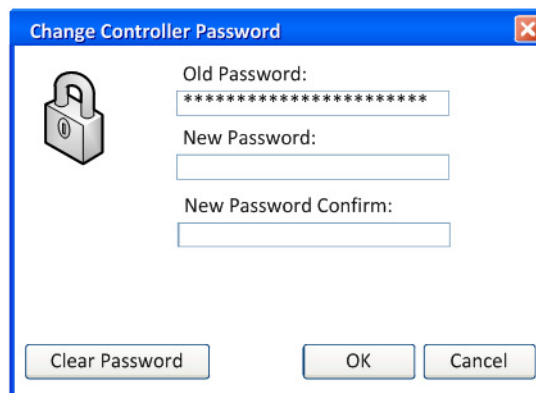 Change Controller Password
Old Password:
***********************
New Password:
New Password Confirm:
Clear Password OK Cancel